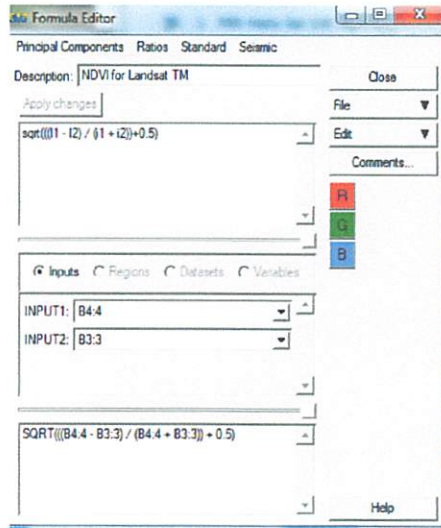 Formula Editor
Principal Components Ratios Standard Seismic
Description: NDVI for Landsat TM
Close
Apply changes
File
Edit
Comments...
sqrt(((I1 - I2) / (i1 + i2))+0.5)
R
G
B
Inputs Regions Datasets Variables
INPUT1: B4:4
INPUT2: B3:3
SQRT(((B4:4 - B3:3) / (B4:4 + B3:3)) + 0.5)
Help